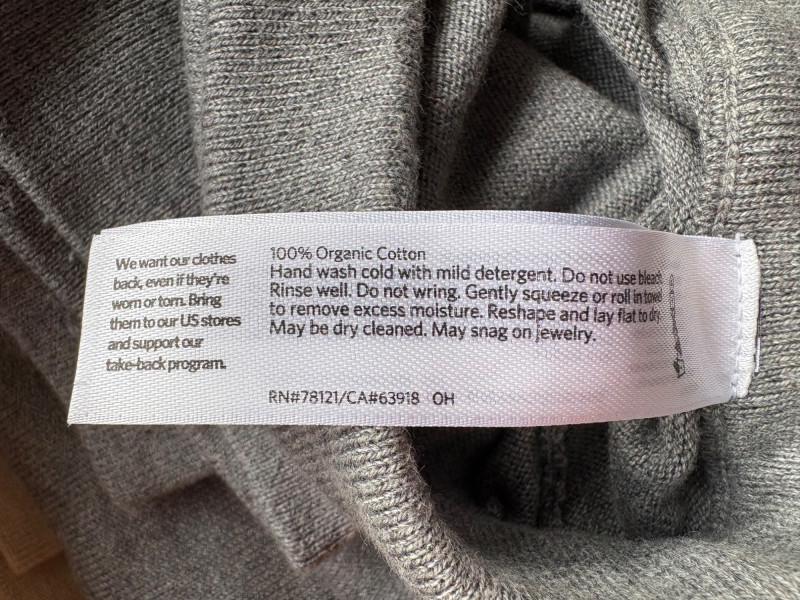 We want our clothes
back, even if they're
worn or torn. Bring
them to our US stores
and support our
take-back program.
100% Organic Cotton
Hand wash cold with mild detergent. Do not use bleach
Rinse well. Do not wring. Gently squeeze or roll in towel
to remove excess moisture. Reshape and lay flat to dry.
May be dry cleaned. May snag on jewelry.
RN#78121/CA#63918 OH